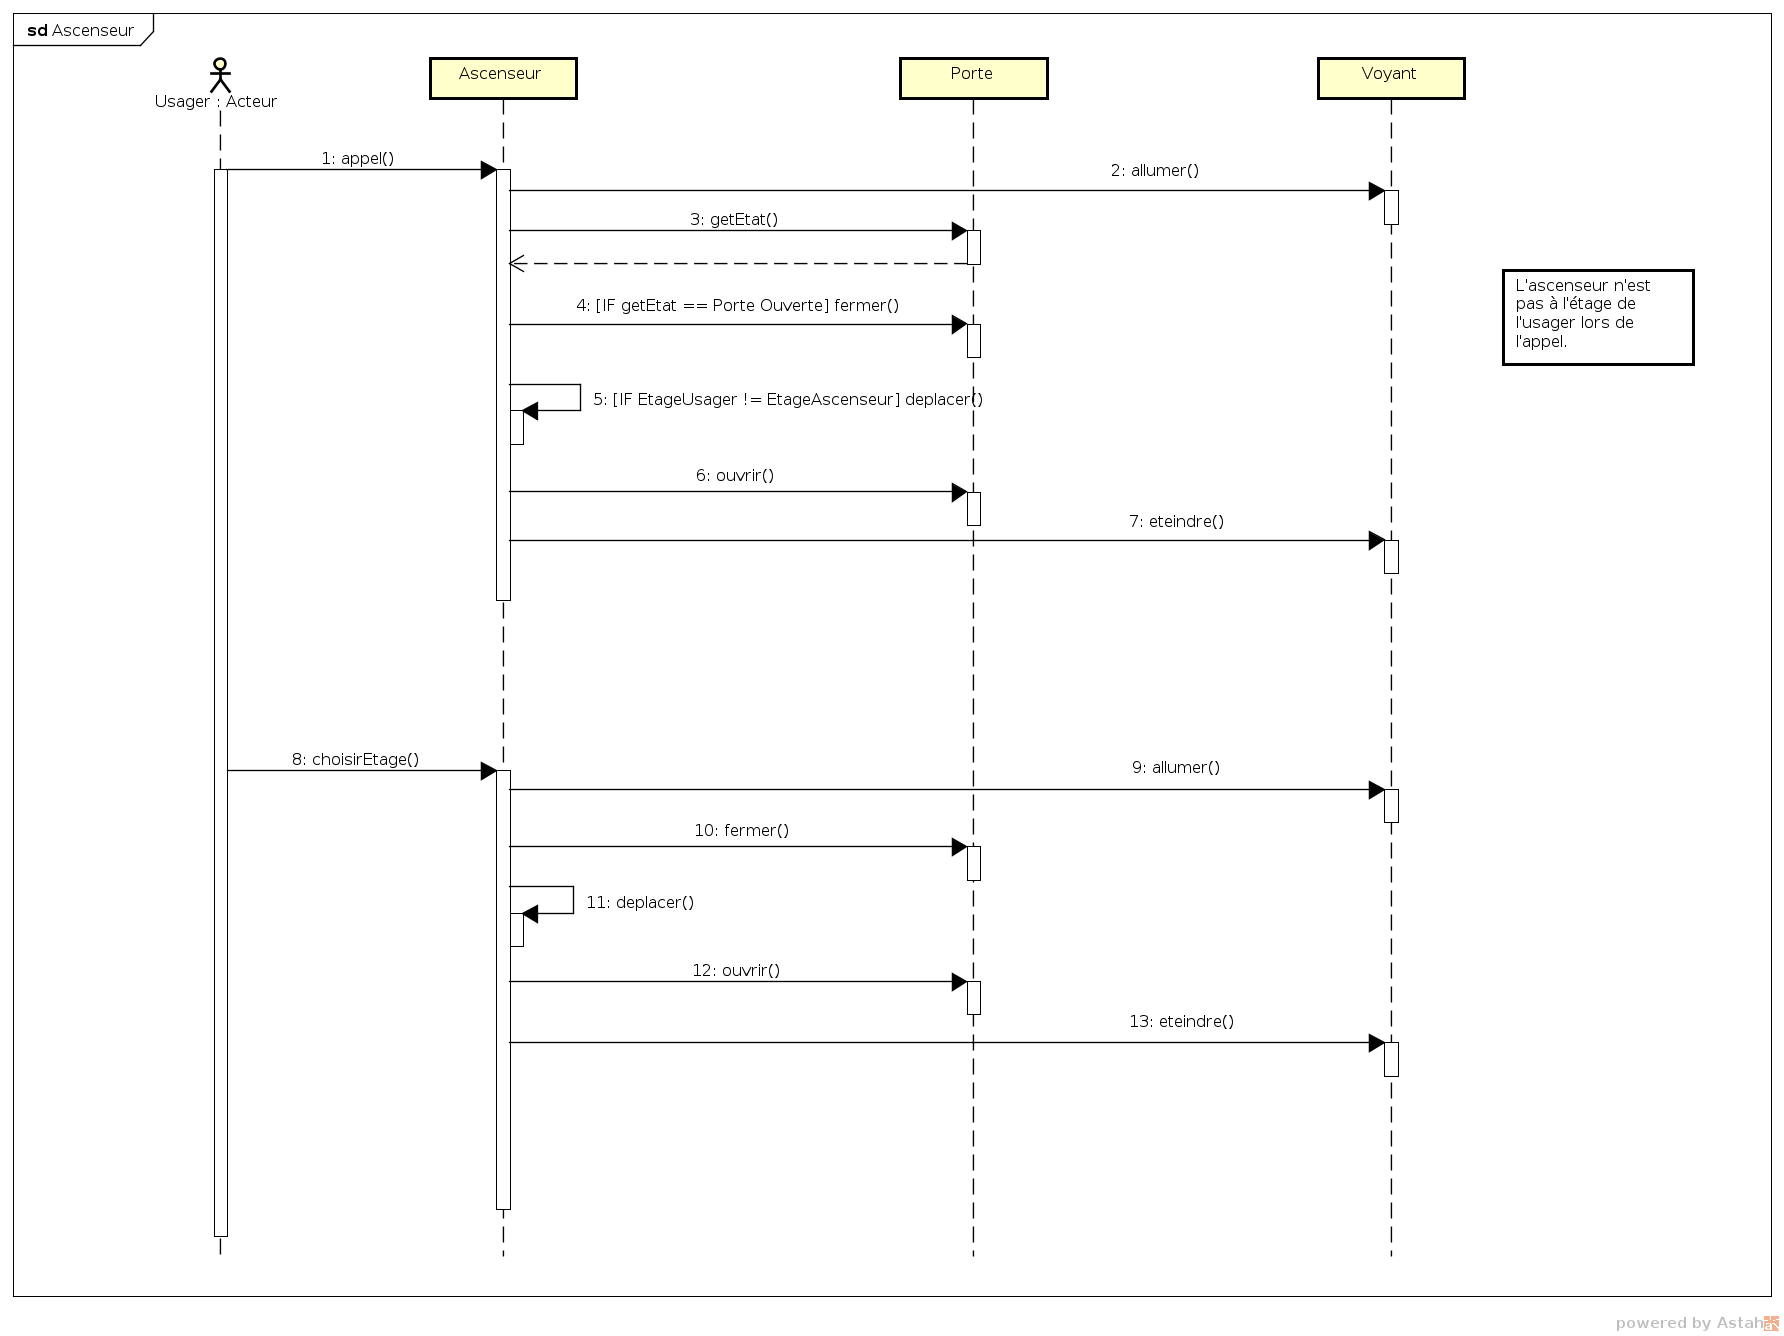 sd Ascenseur
Usager : Acteur
Ascenseur
Porte
Voyant
1: appel()
2: allumer()
3: getEtat()
L'ascenseur n'est
pas à l'étage de
l'usager lors de
l'appel.
4: [IF getEtat == Porte Ouverte] fermer()
5: [IF EtageUsager != EtageAscenseur] deplacer()
6: ouvrir()
7: eteindre()
8: choisirEtage()
9: allumer()
10: fermer()
11: deplacer()
12: ouvrir()
13: eteindre()
powered by Astah